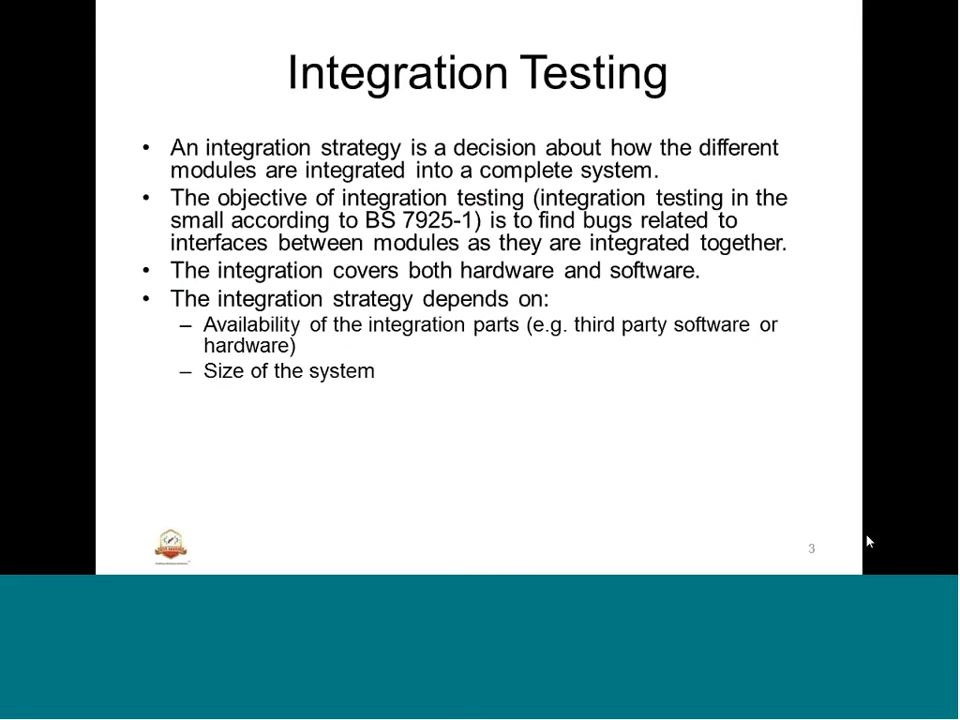 Integration Testing
• An integration strategy is a decision about how the different
modules are integrated into a complete system.
• The objective of integration testing (integration testing in the
small according to BS 7925-1) is to find bugs related to
interfaces between modules as they are integrated together.
• The integration covers both hardware and software.
• The integration strategy depends on:
– Availability of the integration parts (e.g. third party software or
hardware)
– Size of the system
3